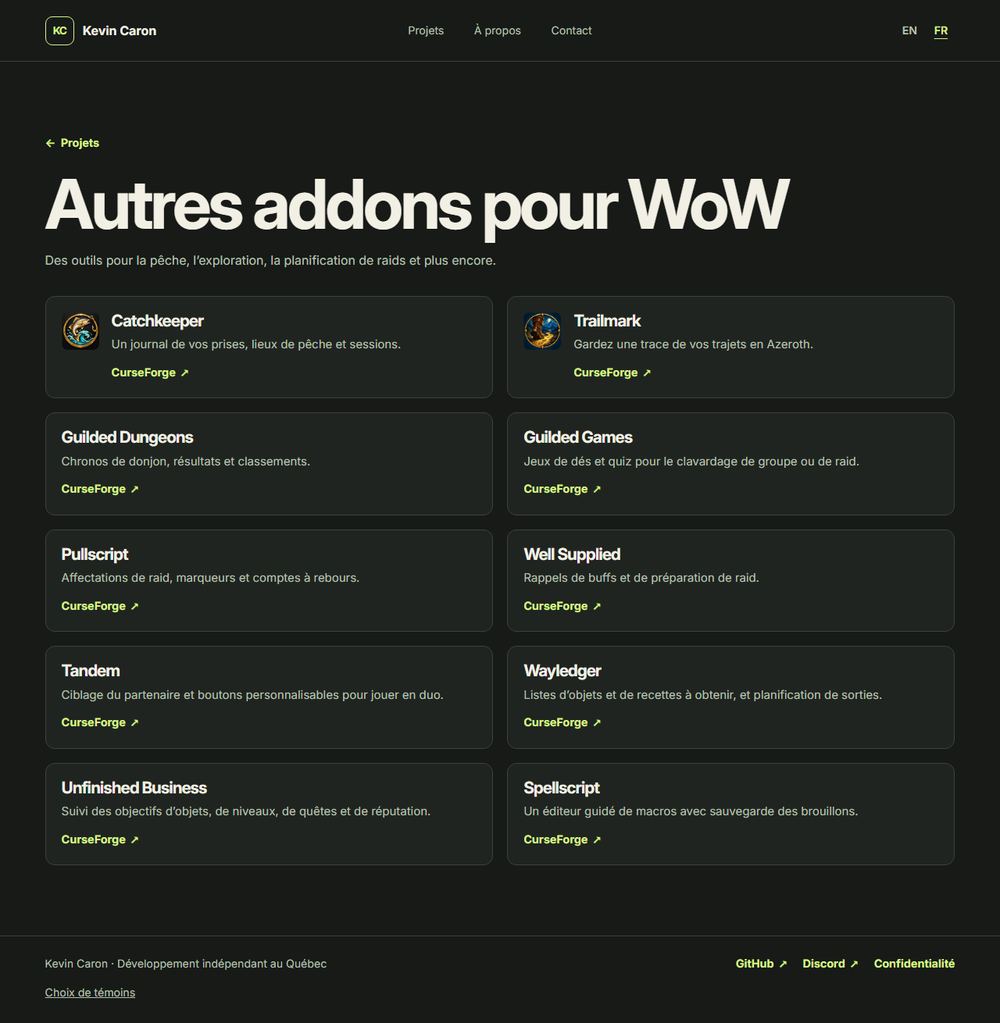 KC Kevin Caron Projets À propos Contact EN FR
← Projets
Autres addons pour WoW
Des outils pour la pêche, l’exploration, la planification de raids et plus encore.
Catchkeeper
Un journal de vos prises, lieux de pêche et sessions.
CurseForge ↗
Trailmark
Gardez une trace de vos trajets en Azeroth.
CurseForge ↗
Guilded Dungeons
Chronos de donjon, résultats et classements.
CurseForge ↗
Guilded Games
Jeux de dés et quiz pour le clavardage de groupe ou de raid.
CurseForge ↗
Pullscript
Affectations de raid, marqueurs et comptes à rebours.
CurseForge ↗
Well Supplied
Rappels de buffs et de préparation de raid.
CurseForge ↗
Tandem
Ciblage du partenaire et boutons personnalisables pour jouer en duo.
CurseForge ↗
Wayledger
Listes d’objets et de recettes à obtenir, et planification de sorties.
CurseForge ↗
Unfinished Business
Suivi des objectifs d’objets, de niveaux, de quêtes et de réputation.
CurseForge ↗
Spellscript
Un éditeur guidé de macros avec sauvegarde des brouillons.
CurseForge ↗
Kevin Caron · Développement indépendant au Québec
GitHub ↗ Discord ↗ Confidentialité
Choix de témoins